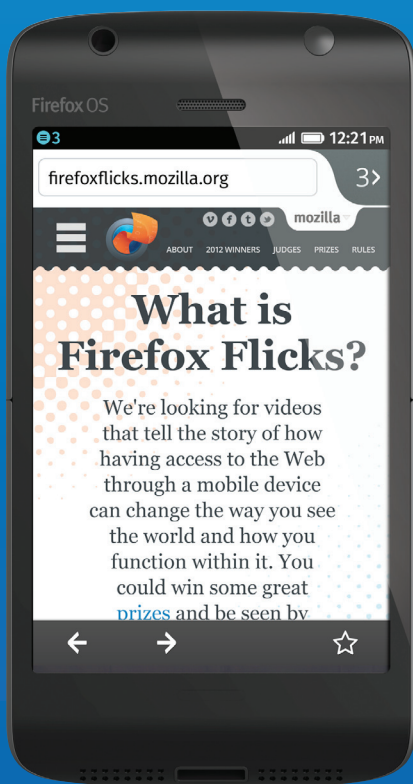 Firefox OS
3 12:21 PM
firefoxflicks.mozilla.org 3>
mozilla
ABOUT 2012 WINNERS JUDGES PRIZES RULES
What is
Firefox Flicks?
We're looking for videos
that tell the story of how
having access to the Web
through a mobile device
can change the way you see
the world and how you
function within it. You
could win some great
prizes and be seen by